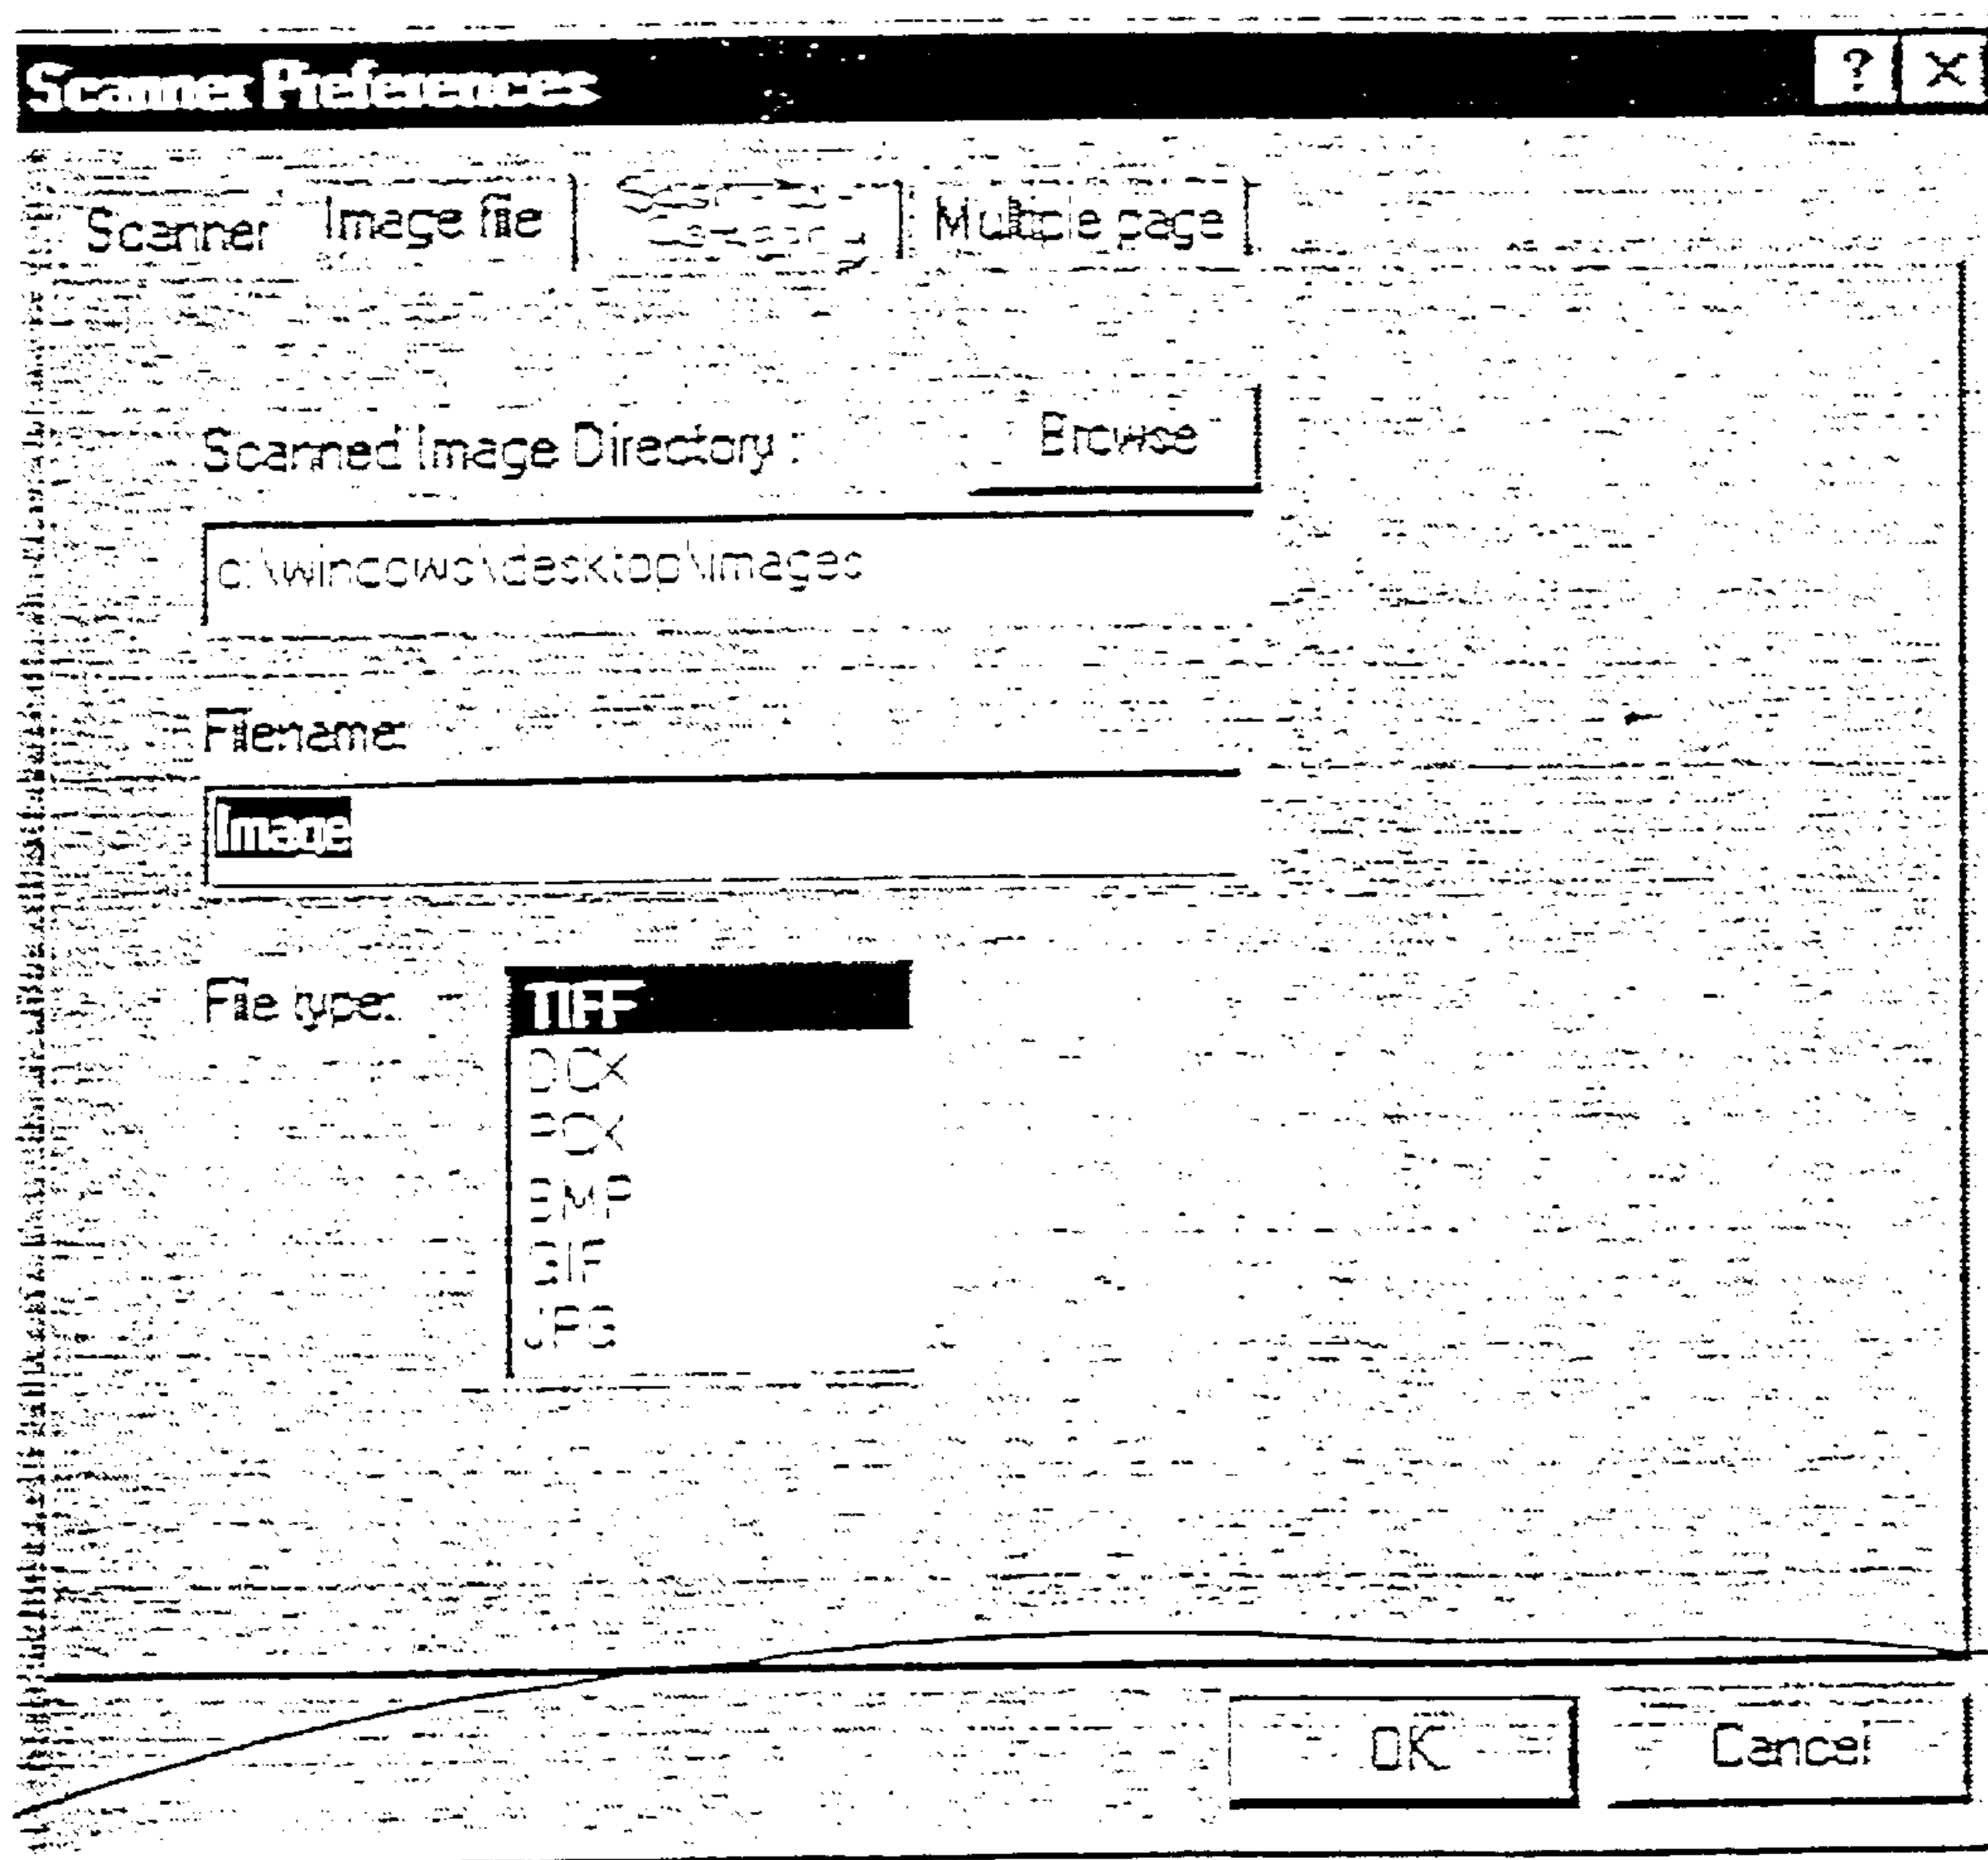 Scanner Preferences ? X
Scanner Image file Multiple page
Scanned Image Directory : Browse
c:\windows\desktop\images
Filename:
Image
File type: TIFF
DCX
PCX
BMP
GIF
JPG
OK Cancel